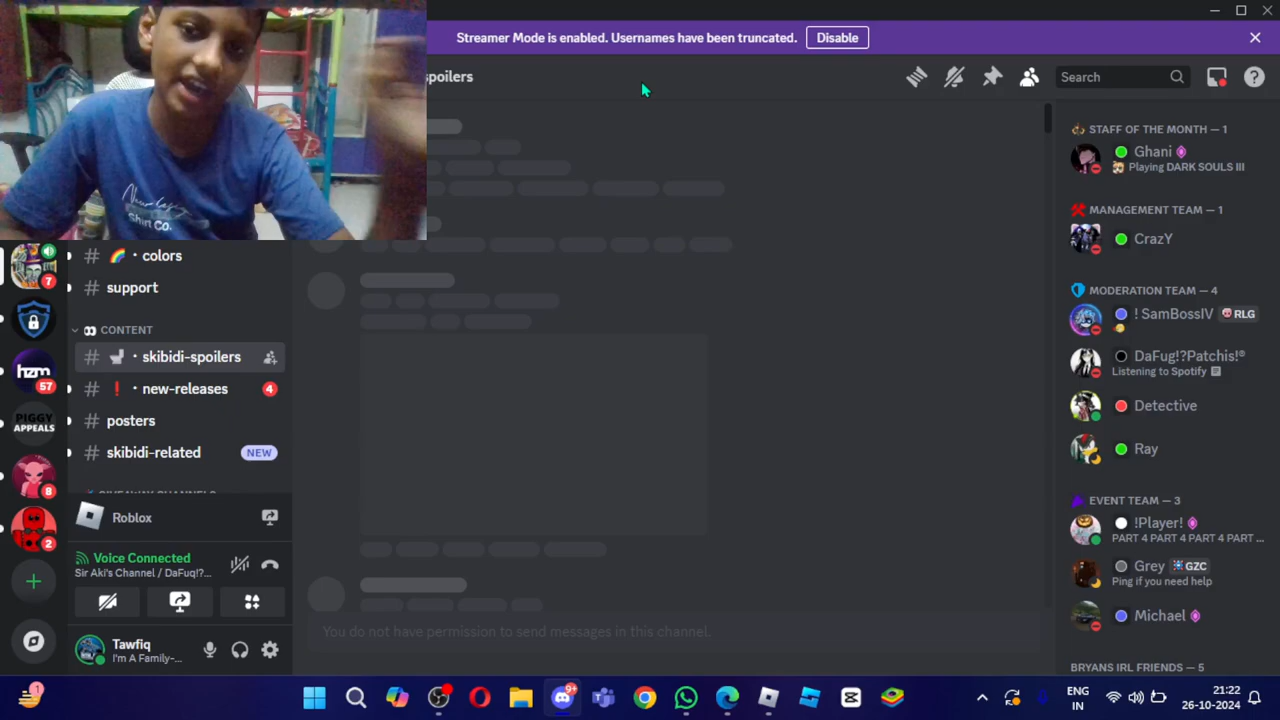 Streamer Mode is enabled. Usernames have been truncated.
Disable
spoilers
Search
Shirt Co.
colors
support
CONTENT
skibidi-spoilers
new-releases
4
posters
skibidi-related
NEW
7
57
PIGGY
APPEALS
8
2
hzm
Roblox
Voice Connected
Sir Aki's Channel / DaFuq!?...
Tawfiq
I'm A Family-...
You do not have permission to send messages in this channel.
STAFF OF THE MONTH — 1
Ghani
Playing DARK SOULS III
MANAGEMENT TEAM — 1
CrazY
MODERATION TEAM — 4
! SamBossIV
RLG
DaFug!?Patchis!®
Listening to Spotify
Detective
Ray
EVENT TEAM — 3
!Player!
PART 4 PART 4 PART 4 PART ...
Grey
GZC
Ping if you need help
Michael
BRYANS IRL FRIENDS — 5
1
9+
ENG
IN
21:22
26-10-2024